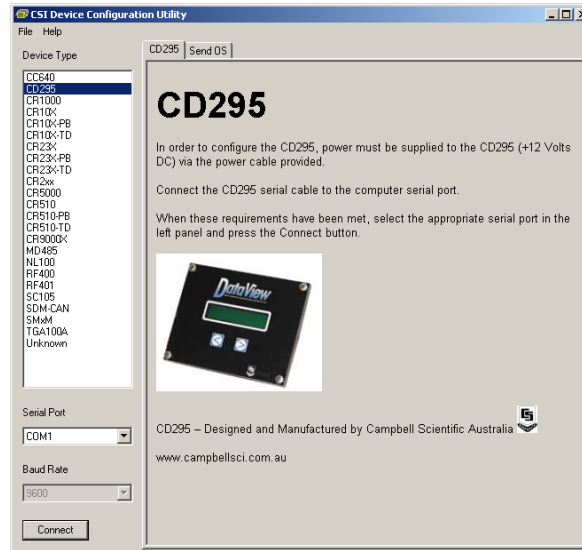 CSI Device Configuration Utility
File Help
Device Type
CC640
CD295
CR1000
CR10X
CR10X-PB
CR10X-TD
CR23X
CR23X-PB
CR23X-TD
CR2xx
CR5000
CR510
CR510-PB
CR510-TD
CR9000X
MD485
NL100
RF400
RF401
SC105
SDM-CAN
SMxM
TGA100A
Unknown
Serial Port
COM1
Baud Rate
9600
Connect
CD295 Send OS
CD295
In order to configure the CD295, power must be supplied to the CD295 (+12 Volts
DC) via the power cable provided.
Connect the CD295 serial cable to the computer serial port.
When these requirements have been met, select the appropriate serial port in the
left panel and press the Connect button.
DataView
CD295 – Designed and Manufactured by Campbell Scientific Australia
www.campbellsci.com.au